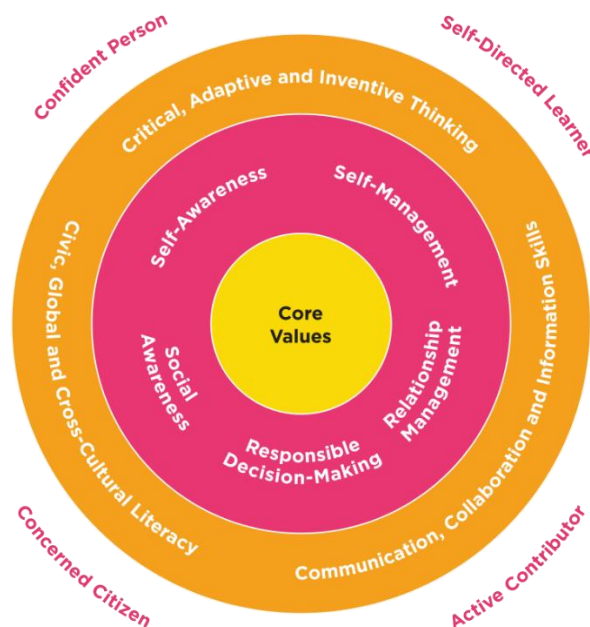 Confident Person
Self-Directed Learner
Critical, Adaptive and Inventive Thinking
Self-Awareness
Self-Management
Civic, Global and Cross-Cultural Literacy
Communication, Collaboration and Information Skills
Core
Values
Social
Awareness
Relationship
Management
Responsible
Decision-Making
Concerned Citizen
Active Contributor